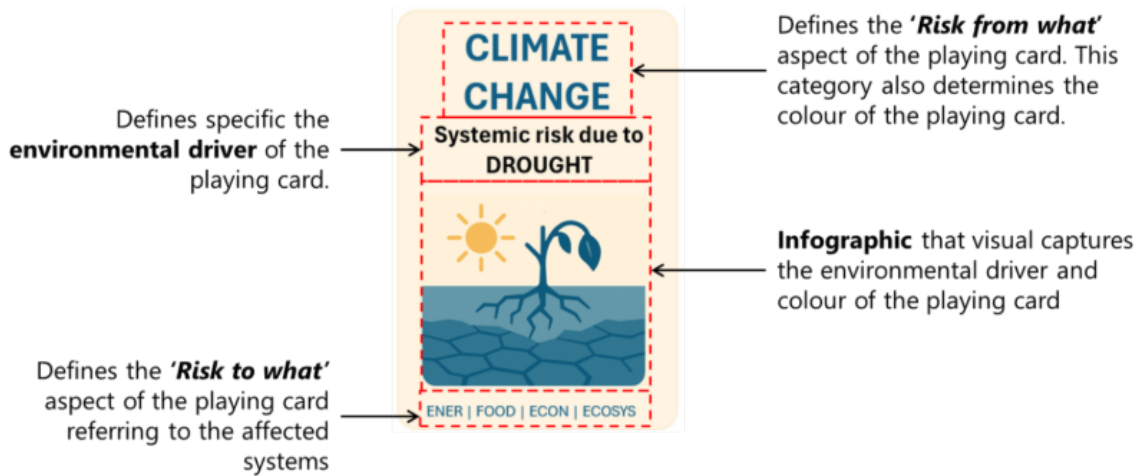 CLIMATE
CHANGE
Systemic risk due to
DROUGHT
ENER | FOOD | ECON | ECOSYS
Defines the ‘Risk from what’
aspect of the playing card. This
category also determines the
colour of the playing card.
Defines specific the
environmental driver of the
playing card.
Infographic that visual captures
the environmental driver and
colour of the playing card
Defines the ‘Risk to what’
aspect of the playing card
referring to the affected
systems